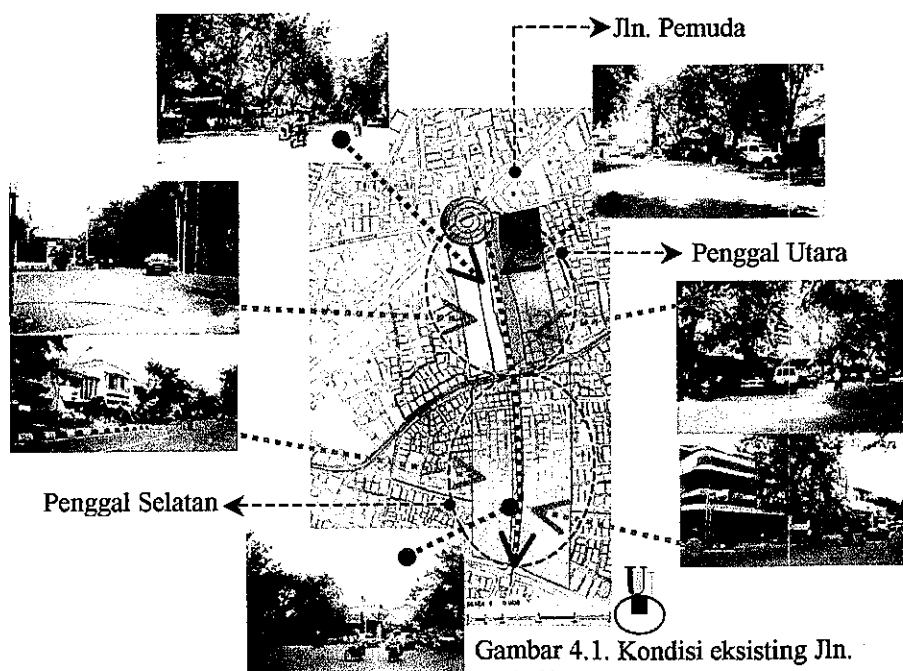 Jln. Pemuda
Penggal Utara
Penggal Selatan
U
Gambar 4.1. Kondisi eksisting Jln.